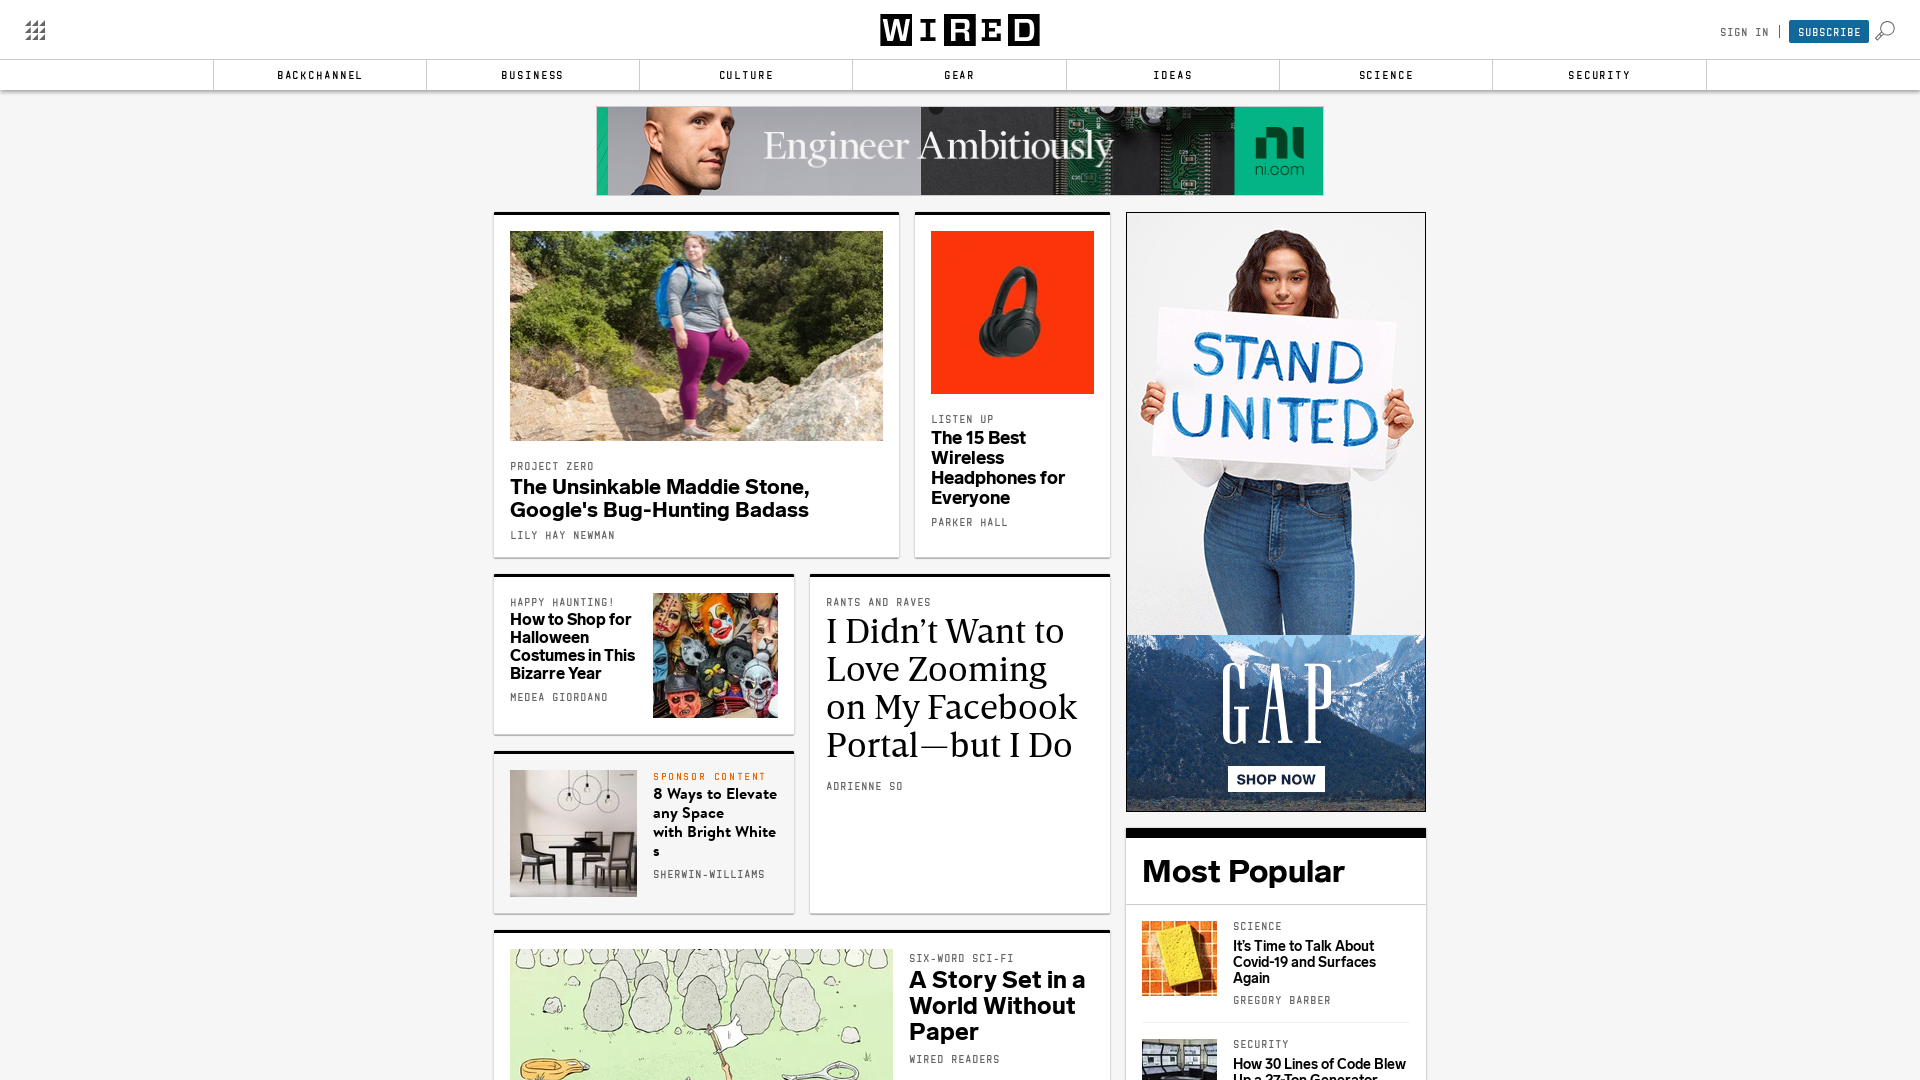 WIRED
SIGN IN
SUBSCRIBE
BACKCHANNEL
BUSINESS
CULTURE
GEAR
IDEAS
SCIENCE
SECURITY
Engineer Ambitiously
ni
ni.com
PROJECT ZERO
The Unsinkable Maddie Stone,
Google's Bug-Hunting Badass
LILY HAY NEWMAN
LISTEN UP
The 15 Best
Wireless
Headphones for
Everyone
PARKER HALL
STAND
UNITED
GAP
SHOP NOW
HAPPY HAUNTING!
How to Shop for
Halloween
Costumes in This
Bizarre Year
MEDEA GIORDANO
RANTS AND RAVES
I Didn’t Want to
Love Zooming
on My Facebook
Portal—but I Do
ADRIENNE SO
SPONSOR CONTENT
8 Ways to Elevate
any Space
with Bright White
s
SHERWIN-WILLIAMS
Most Popular
SCIENCE
It’s Time to Talk About
Covid-19 and Surfaces
Again
GREGORY BARBER
SIX-WORD SCI-FI
A Story Set in a
World Without
Paper
WIRED READERS
SECURITY
How 30 Lines of Code Blew
Up a 27-Ton Generator